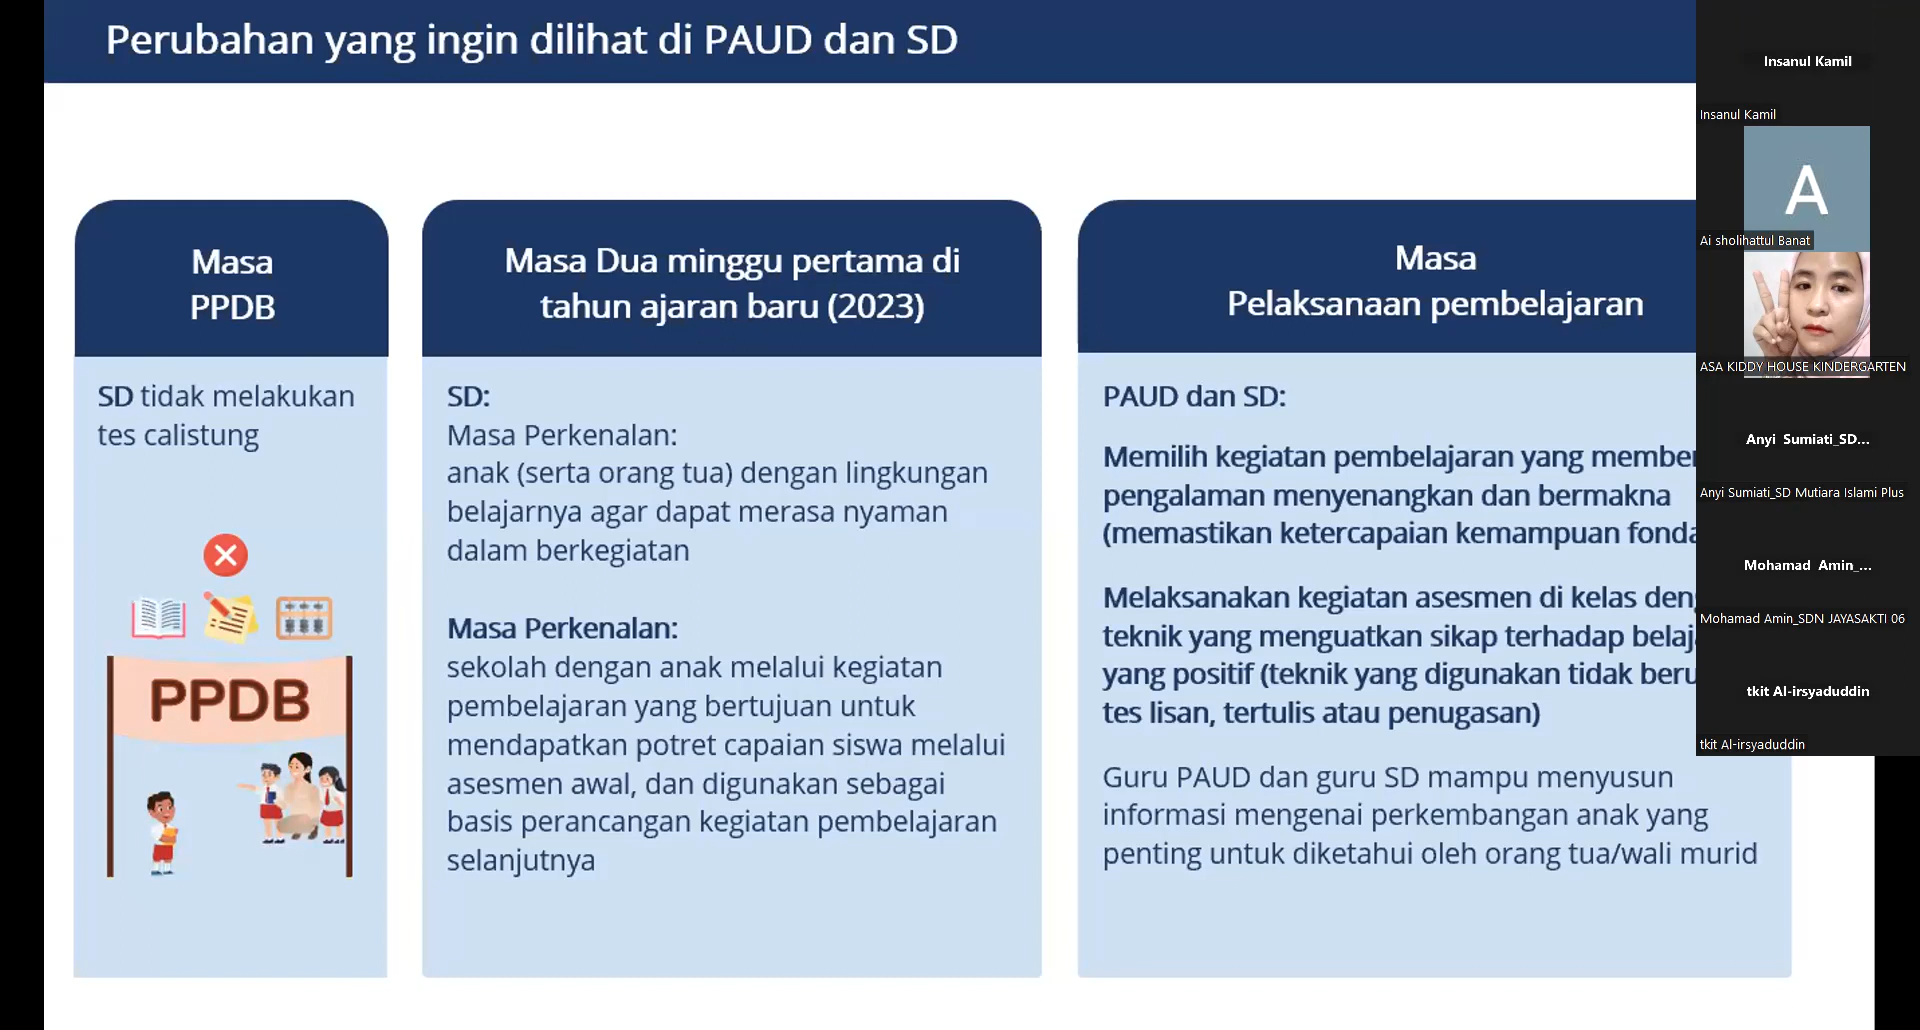 Perubahan yang ingin dilihat di PAUD dan SD
Masa
PPDB
SD tidak melakukan
tes calistung
PPDB
Masa Dua minggu pertama di
tahun ajaran baru (2023)
SD:
Masa Perkenalan:
anak (serta orang tua) dengan lingkungan
belajarnya agar dapat merasa nyaman
dalam berkegiatan
Masa Perkenalan:
sekolah dengan anak melalui kegiatan
pembelajaran yang bertujuan untuk
mendapatkan potret capaian siswa melalui
asesmen awal, dan digunakan sebagai
basis perancangan kegiatan pembelajaran
selanjutnya
Masa
Pelaksanaan pembelajaran
PAUD dan SD:
Memilih kegiatan pembelajaran yang
pengalaman menyenangkan dan bermakna
(memastikan ketercapaian kemampuan
Melaksanakan kegiatan asesmen di kelas
teknik yang menguatkan sikap terhadap
yang positif (teknik yang digunakan tidak
tes lisan, tertulis atau penugasan)
Guru PAUD dan guru SD mampu menyusun
informasi mengenai perkembangan anak yang
penting untuk diketahui oleh orang tua/wali murid
Insanul Kamil
Insanul Kamil
A
Ai sholihattul Banat
ASA KIDDY HOUSE KINDERGARTEN
Anyi Sumiati_SD...
Anyi Sumiati_SD Mutiara Islami Plus
Mohamad Amin_...
Mohamad Amin_SDN JAYASAKTI 06
tkit Al-irsyaduddin
tkit Al-irsyaduddin